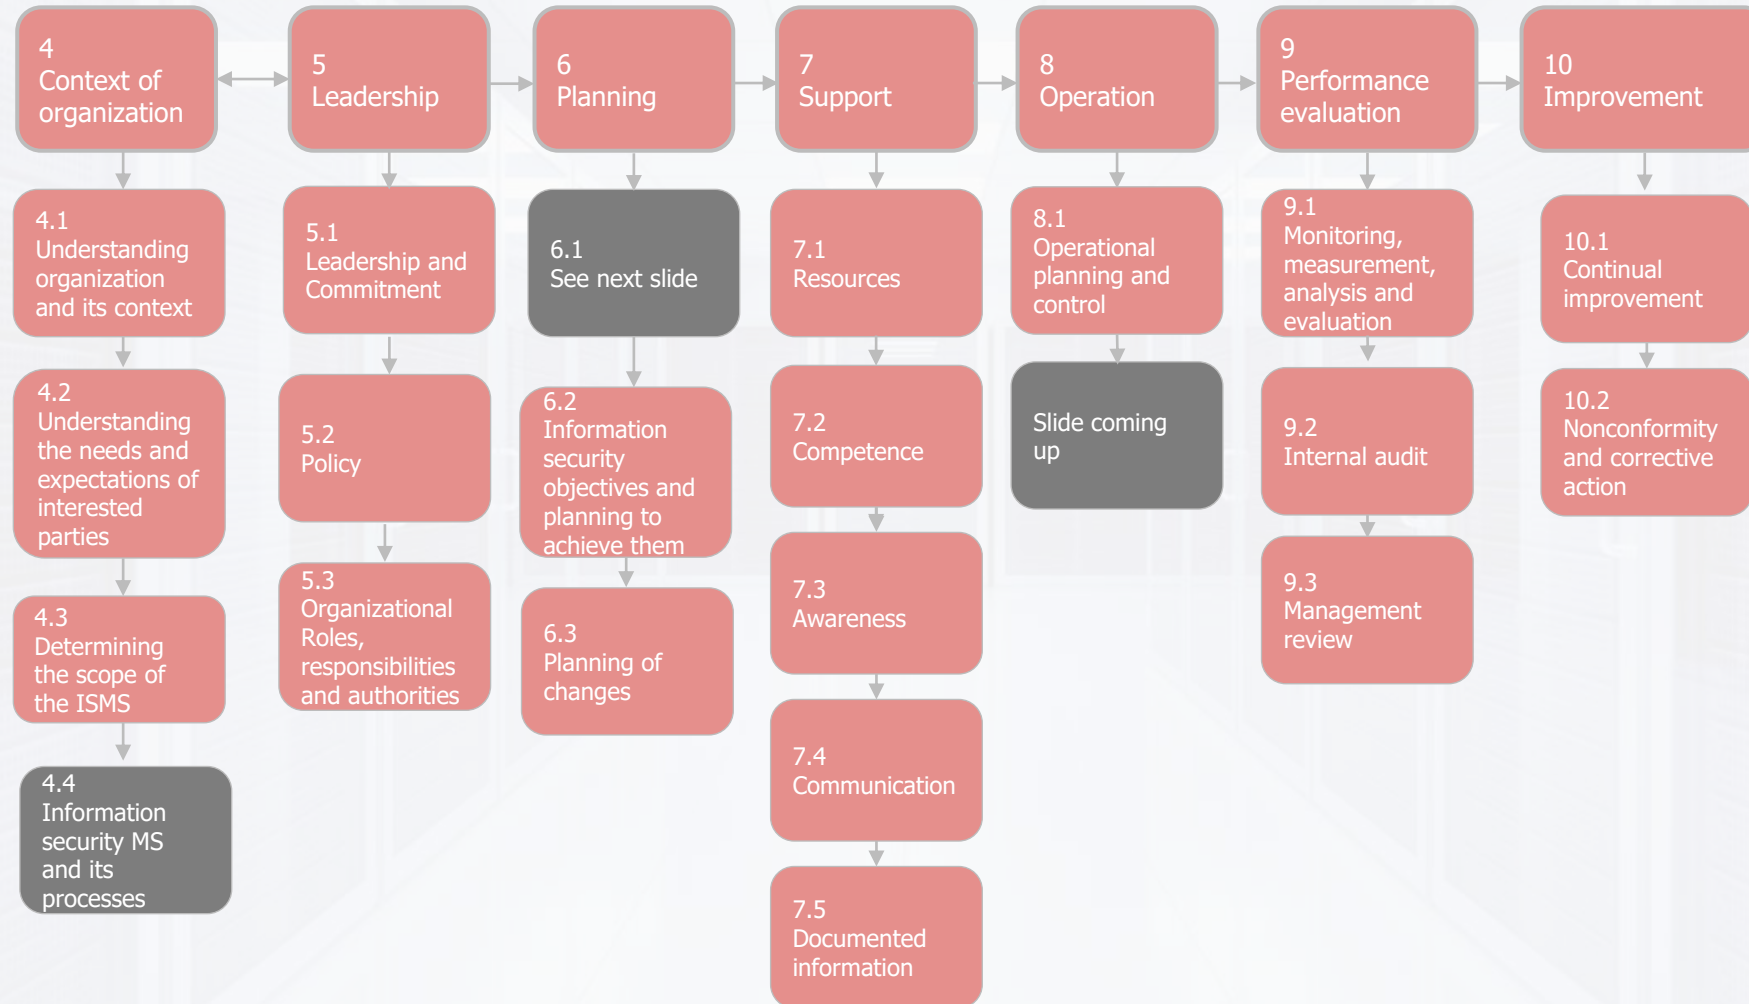 4
Context of
organization
5
Leadership
6
Planning
7
Support
8
Operation
9
Performance
evaluation
10
Improvement
4.1
Understanding
organization
and its context
4.2
Understanding
the needs and
expectations of
interested
parties
4.3
Determining
the scope of
the ISMS
4.4
Information
security MS
and its
processes
5.1
Leadership and
Commitment
5.2
Policy
5.3
Organizational
Roles,
responsibilities
and authorities
6.1
See next slide
6.2
Information
security
objectives and
planning to
achieve them
6.3
Planning of
changes
7.1
Resources
7.2
Competence
7.3
Awareness
7.4
Communication
7.5
Documented
information
8.1
Operational
planning and
control
Slide coming
up
9.1
Monitoring,
measurement,
analysis and
evaluation
9.2
Internal audit
9.3
Management
review
10.1
Continual
improvement
10.2
Nonconformity
and corrective
action